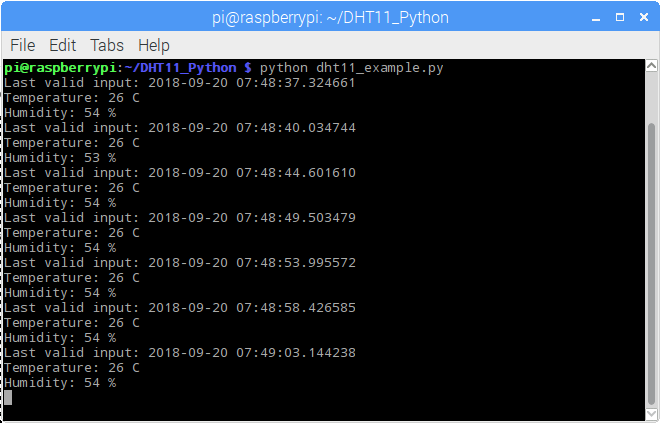 pi@raspberrypi: ~/DHT11_Python
File Edit Tabs Help
pi@raspberrypi:~/DHT11_Python $ python dht11_example.py
Last valid input: 2018-09-20 07:48:37.324661
Temperature: 26 C
Humidity: 54 %
Last valid input: 2018-09-20 07:48:40.034744
Temperature: 26 C
Humidity: 53 %
Last valid input: 2018-09-20 07:48:44.601610
Temperature: 26 C
Humidity: 54 %
Last valid input: 2018-09-20 07:48:49.503479
Temperature: 26 C
Humidity: 54 %
Last valid input: 2018-09-20 07:48:53.995572
Temperature: 26 C
Humidity: 54 %
Last valid input: 2018-09-20 07:48:58.426585
Temperature: 26 C
Humidity: 54 %
Last valid input: 2018-09-20 07:49:03.144238
Temperature: 26 C
Humidity: 54 %